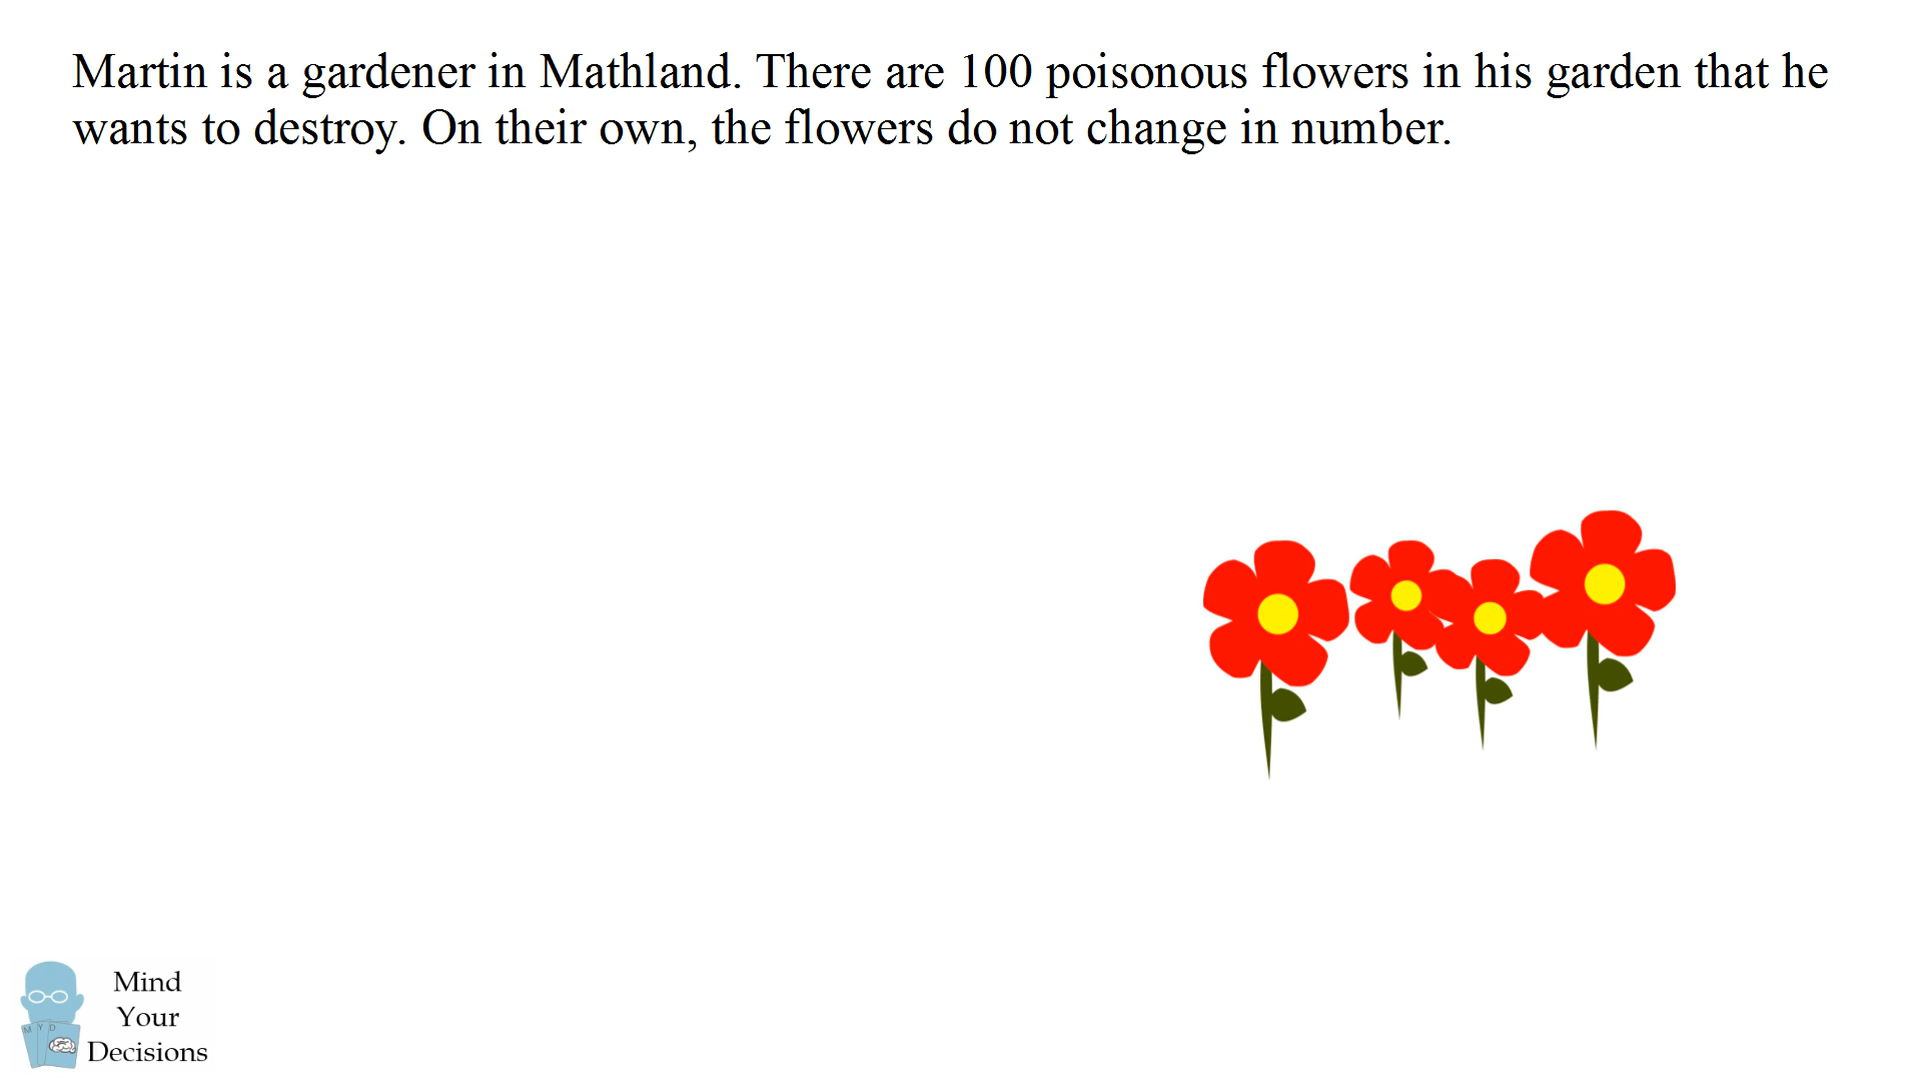 Martin is a gardener in Mathland. There are 100 poisonous flowers in his garden that he
wants to destroy. On their own, the flowers do not change in number.
Mind
Your
Decisions
M Y D